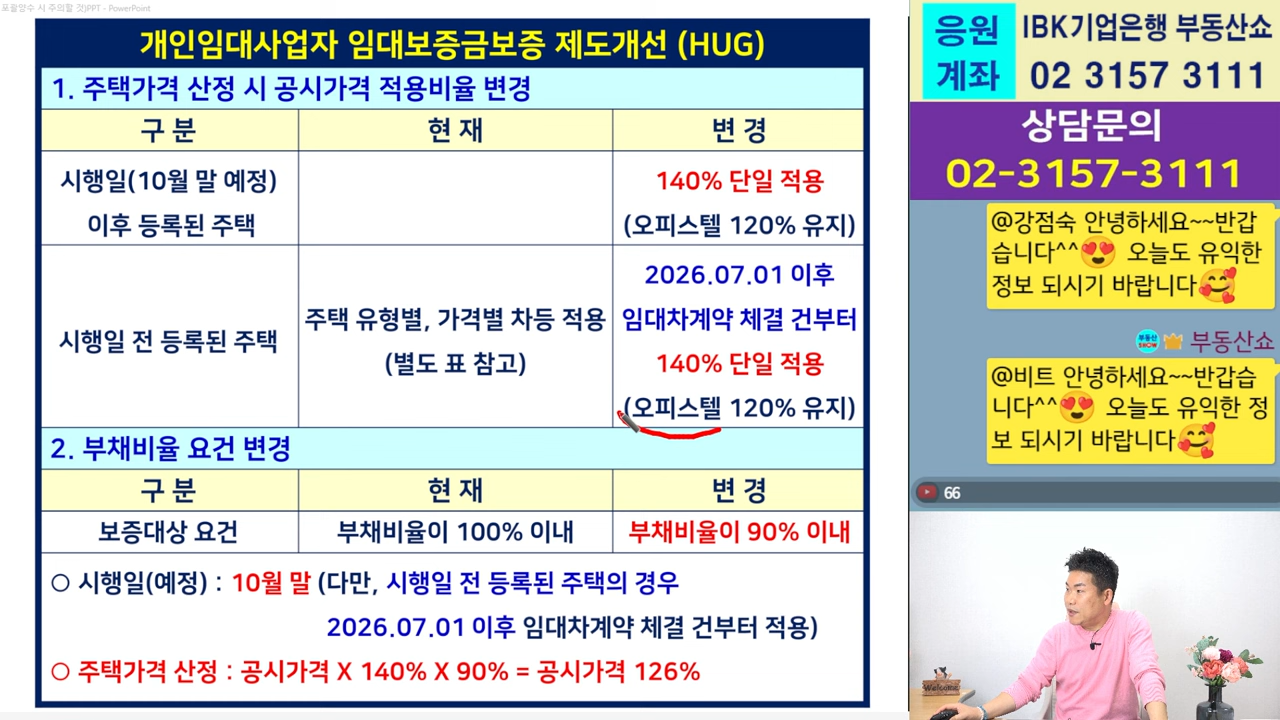 포괄양수 시 주의할 것)PPT - PowerPoint
개인임대사업자 임대보증금보증 제도개선 (HUG)
1. 주택가격 산정 시 공시가격 적용비율 변경
구 분
현 재
변 경
시행일(10월 말 예정)
이후 등록된 주택
140% 단일 적용
(오피스텔 120% 유지)
시행일 전 등록된 주택
주택 유형별, 가격별 차등 적용
(별도 표 참고)
2026.07.01 이후
임대차계약 체결 건부터
140% 단일 적용
(오피스텔 120% 유지)
2. 부채비율 요건 변경
구 분
현 재
변 경
보증대상 요건
부채비율이 100% 이내
부채비율이 90% 이내
○ 시행일(예정) : 10월 말 (다만, 시행일 전 등록된 주택의 경우
2026.07.01 이후 임대차계약 체결 건부터 적용)
○ 주택가격 산정 : 공시가격 X 140% X 90% = 공시가격 126%
응원
계좌
IBK기업은행 부동산쇼
02 3157 3111
상담문의
02-3157-3111
@강점숙 안녕하세요~~반갑
습니다^^😍 오늘도 유익한
정보 되시기 바랍니다🥰
부동산
SHOW
부동산쇼
@비트 안녕하세요~~반갑습
니다^^😍 오늘도 유익한 정
보 되시기 바랍니다🥰
66
Welcome